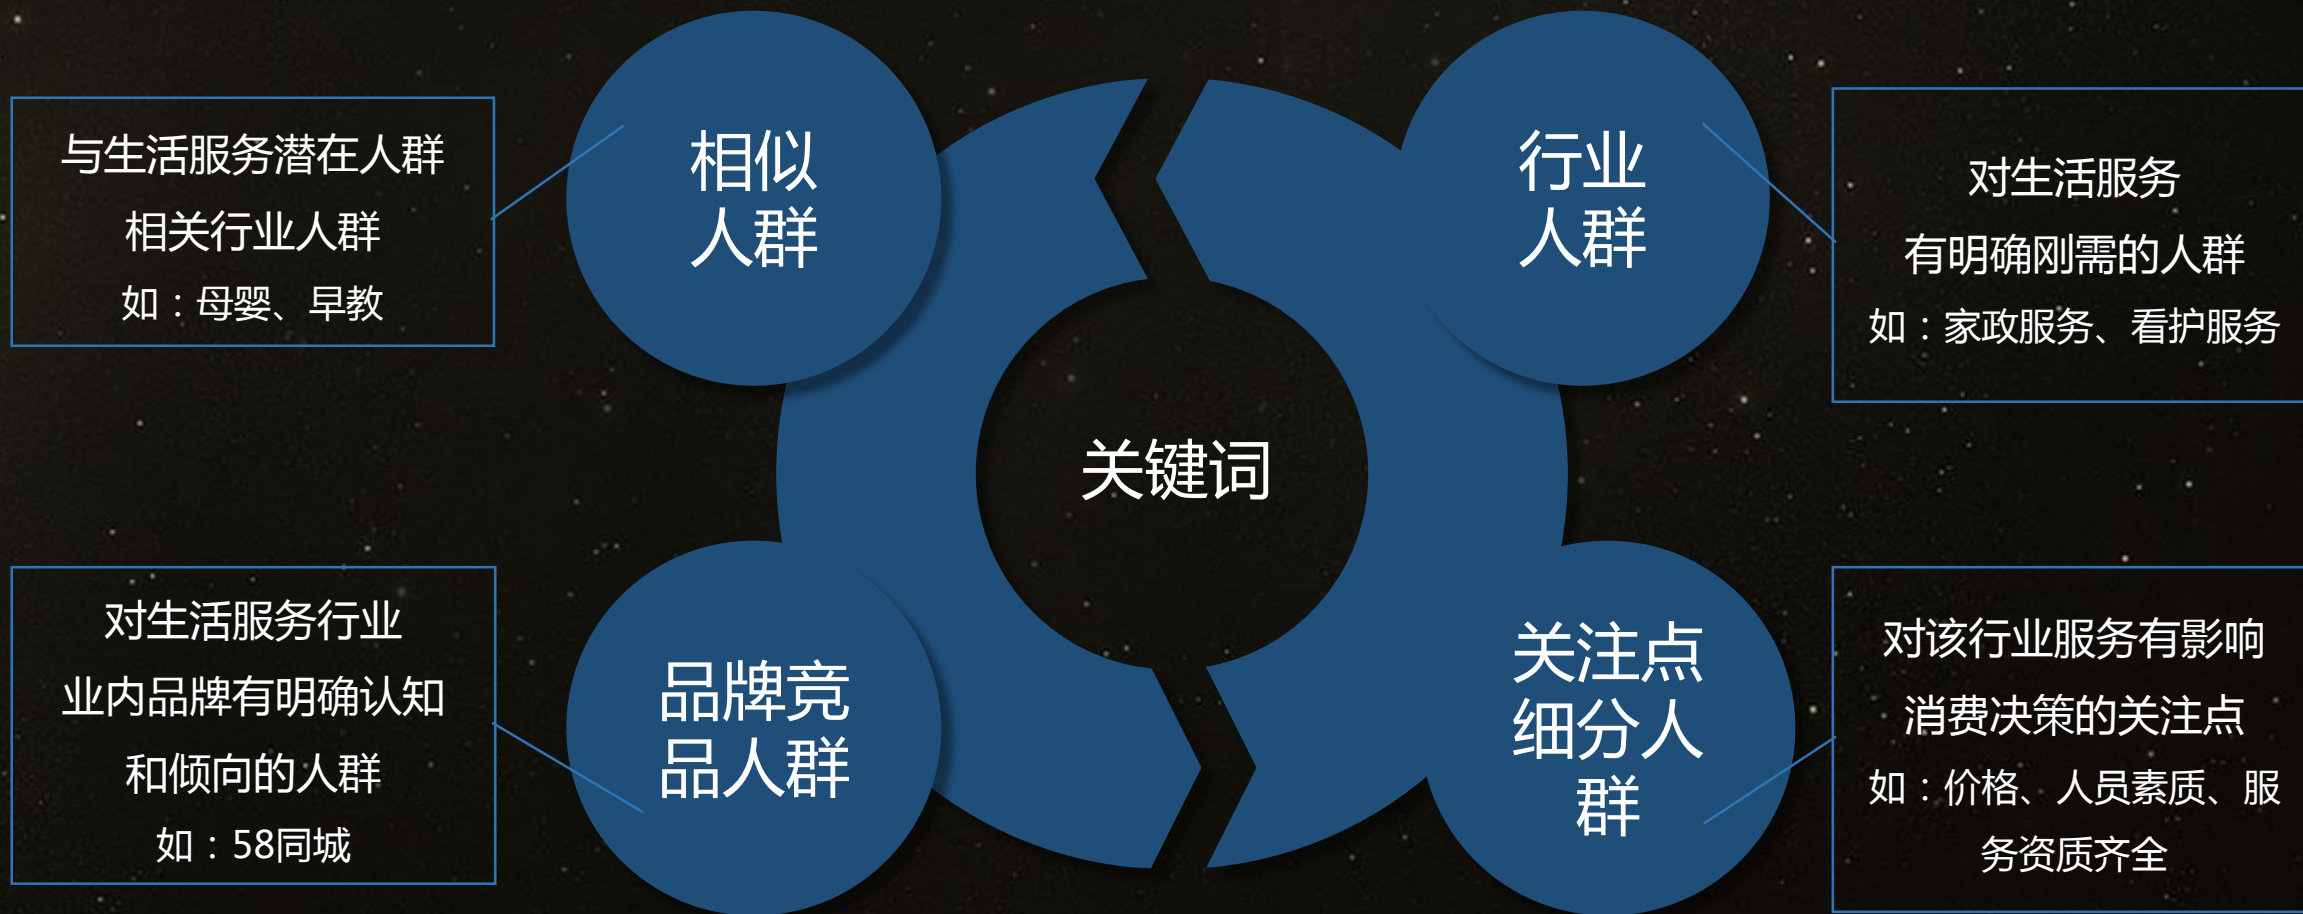 与生活服务潜在人群
相关行业人群
如：母婴、早教
相似
人群
行业
人群
对生活服务
有明确刚需的人群
如：家政服务、看护服务
关键词
对生活服务行业
业内品牌有明确认知
和倾向的人群
如：58同城
品牌竞
品人群
关注点
细分人
群
对该行业服务有影响
消费决策的关注点
如：价格、人员素质、服
务资质齐全